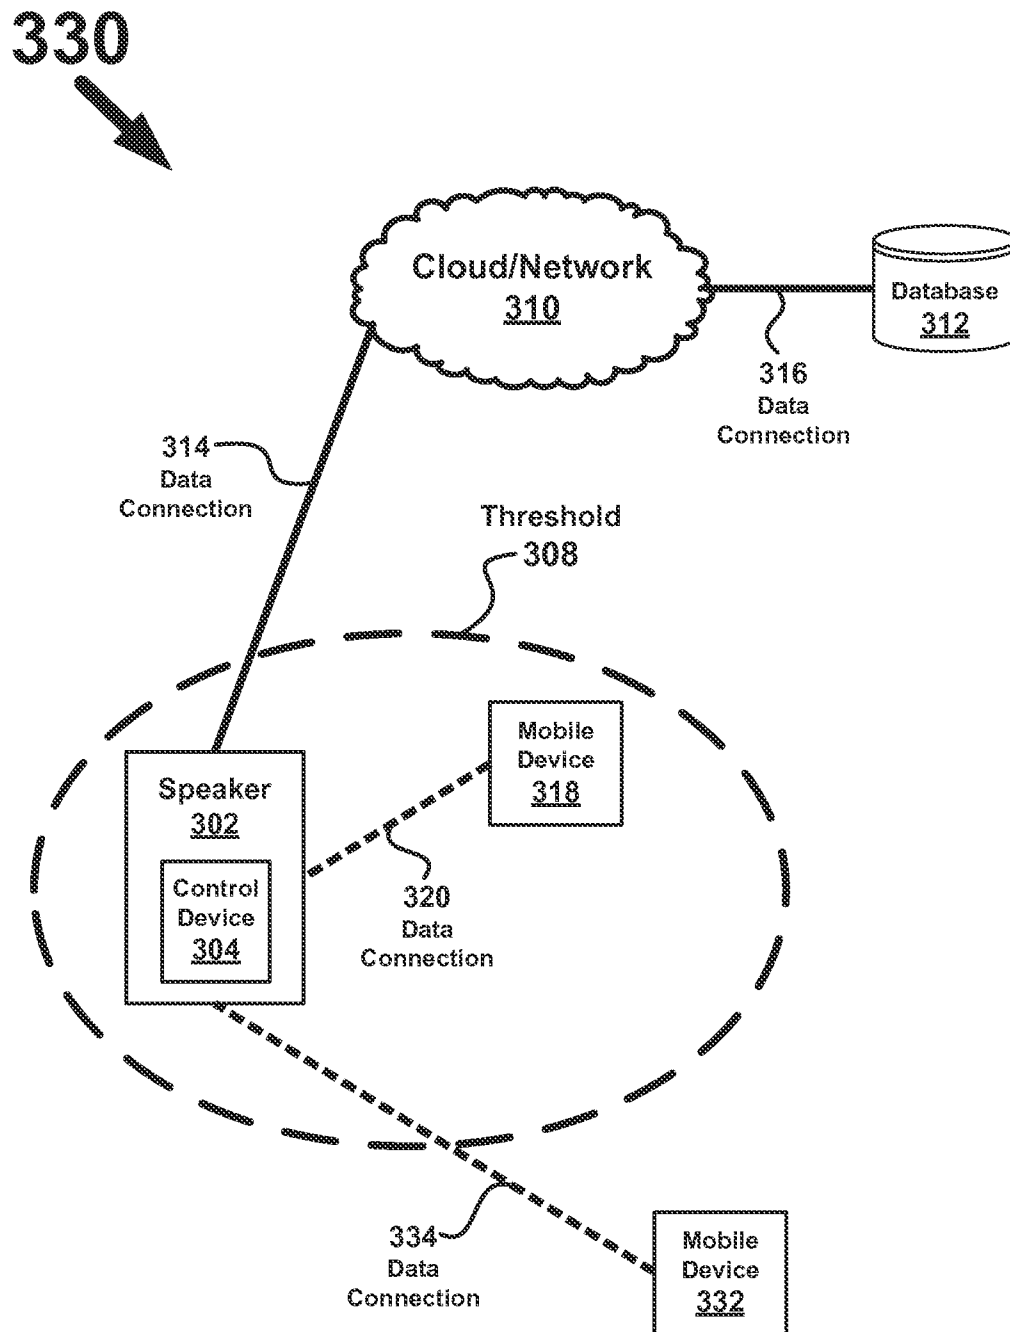 330
Cloud/Network
310
Database
312
316
Data
Connection
314
Data
Connection
Threshold
308
Mobile
Device
318
Speaker
302
Control
Device
304
320
Data
Connection
334
Data
Connection
Mobile
Device
332